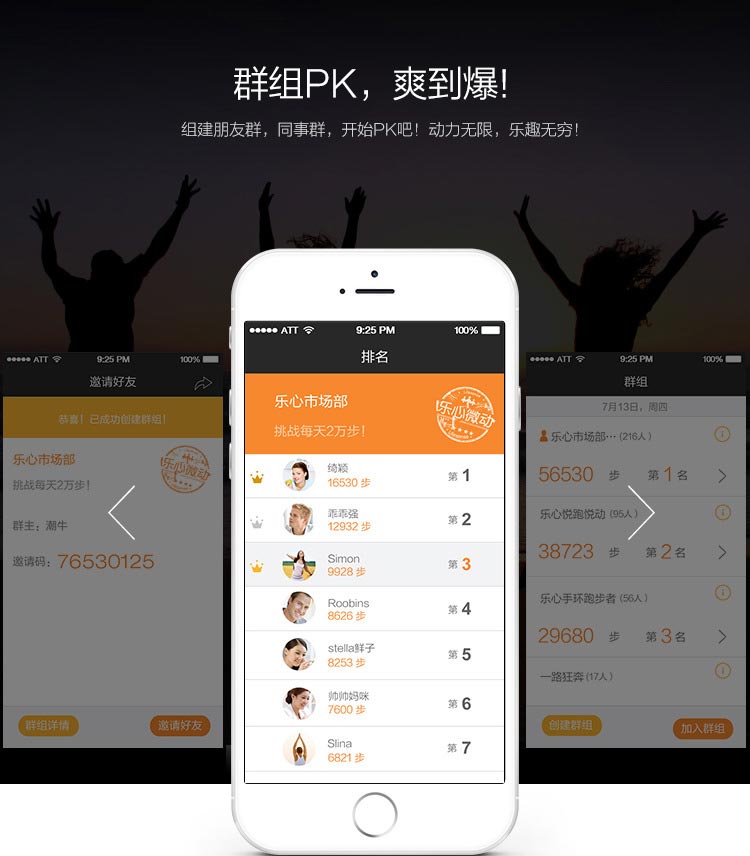 群组PK，爽到爆!
组建朋友群，同事群，开始PK吧！动力无限，乐趣无穷！
ATT 9:25 PM 100%
邀请好友
恭喜！已成功创建群组！
乐心市场部
挑战每天2万步！
乐心微动
群主：潮牛
邀请码：76530125
群组详情 邀请好友
ATT 9:25 PM 100%
排名
乐心市场部
挑战每天2万步！
乐心微动
绮颖
16530 步
第 1
乖乖强
12932 步
第 2
Simon
9928 步
第 3
Roobins
8626 步
第 4
stella鲜子
8253 步
第 5
帅帅妈咪
7600 步
第 6
Slina
6821 步
第 7
ATT 9:25 PM 100%
群组
7月13日，周四
乐心市场部··· (216人)
56530 步 第 1 名
乐心悦跑悦动 (95人)
38723 步 第 2 名
乐心手环跑步者 (56人)
29680 步 第 3 名
一路狂奔 (17人)
创建群组 加入群组